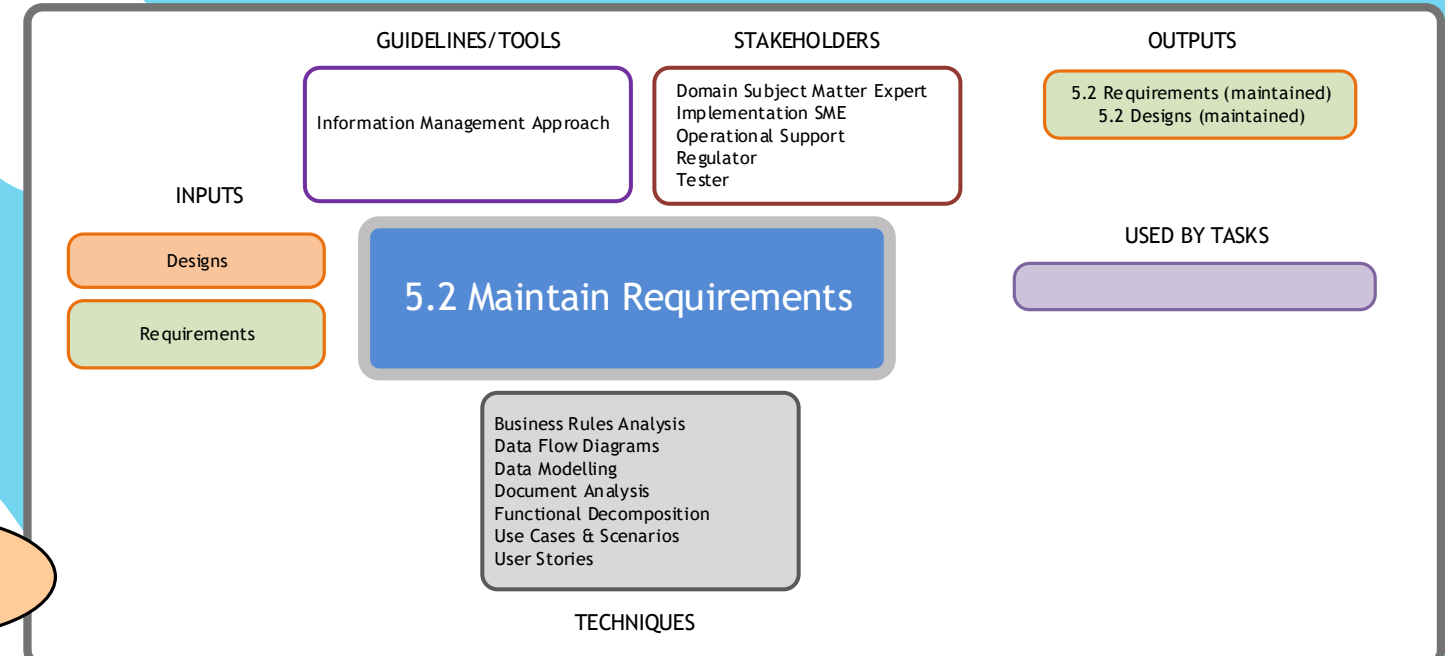 GUIDELINES/TOOLS
STAKEHOLDERS
OUTPUTS
Information Management Approach
Domain Subject Matter Expert
Implementation SME
Operational Support
Regulator
Tester
5.2 Requirements (maintained)
5.2 Designs (maintained)
INPUTS
Designs
Requirements
5.2 Maintain Requirements
USED BY TASKS
Business Rules Analysis
Data Flow Diagrams
Data Modelling
Document Analysis
Functional Decomposition
Use Cases & Scenarios
User Stories
TECHNIQUES